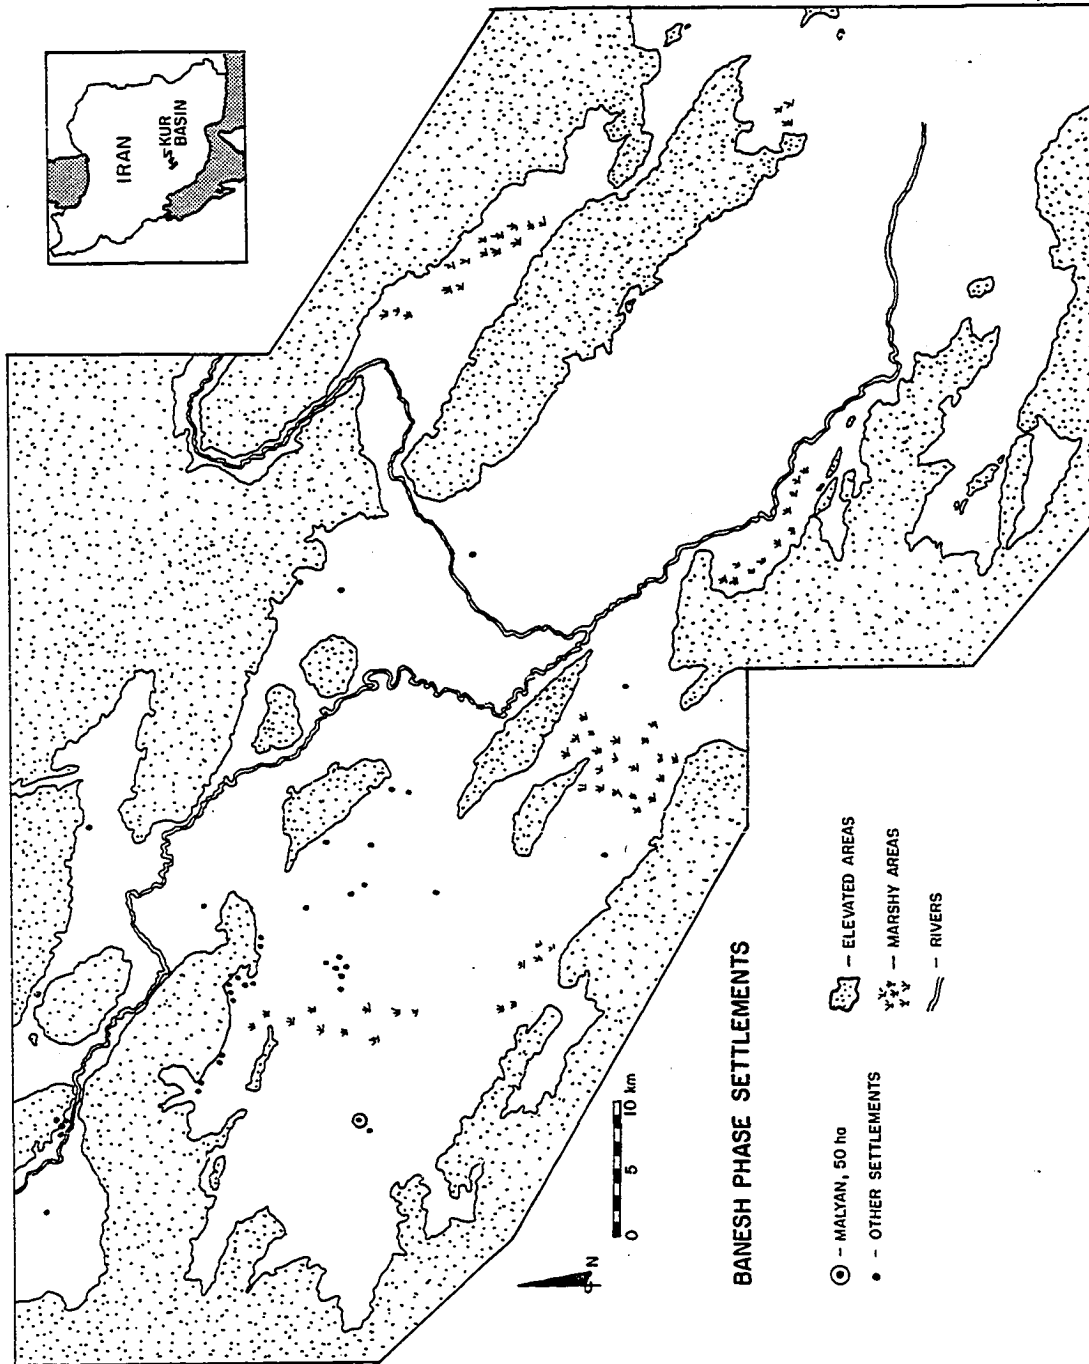 IRAN
KUR
BASIN
BANESH PHASE SETTLEMENTS
– MALYAN, 50 ha
– OTHER SETTLEMENTS
– ELEVATED AREAS
– MARSHY AREAS
– RIVERS
0 5 10 km
N